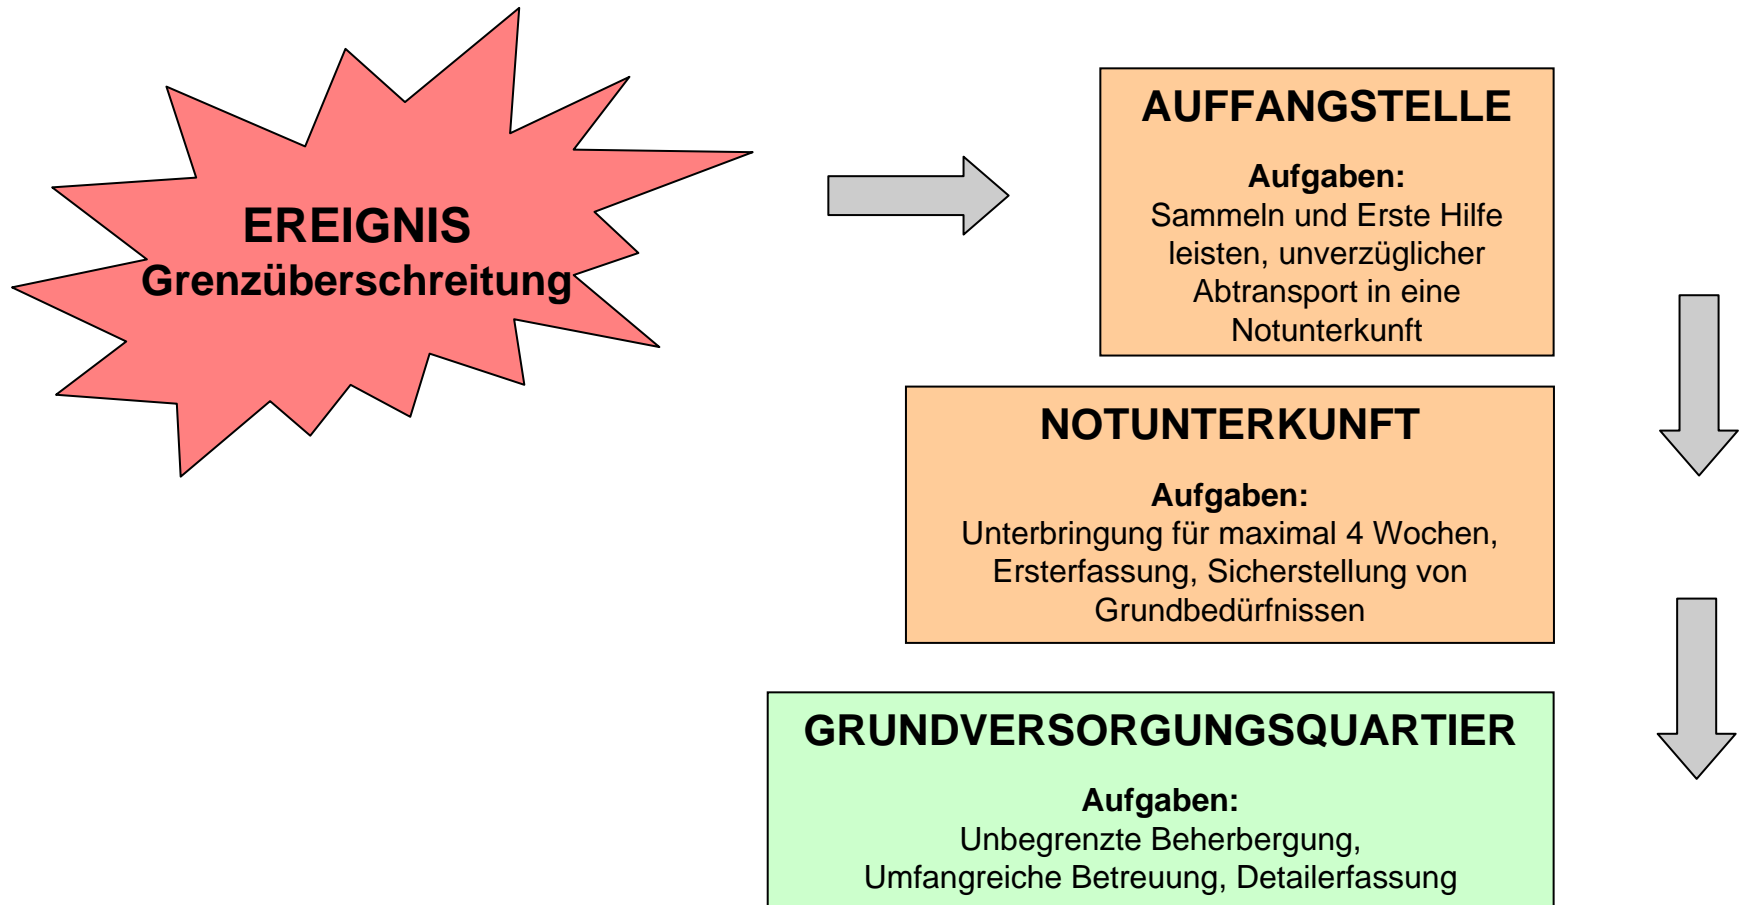 EREIGNIS
Grenzüberschreitung
AUFFANGSTELLE
Aufgaben:
Sammeln und Erste Hilfe
leisten, unverzüglicher
Abtransport in eine
Notunterkunft
NOTUNTERKUNFT
Aufgaben:
Unterbringung für maximal 4 Wochen,
Ersterfassung, Sicherstellung von
Grundbedürfnissen
GRUNDVERSORGUNGSQUARTIER
Aufgaben:
Unbegrenzte Beherbergung,
Umfangreiche Betreuung, Detailerfassung